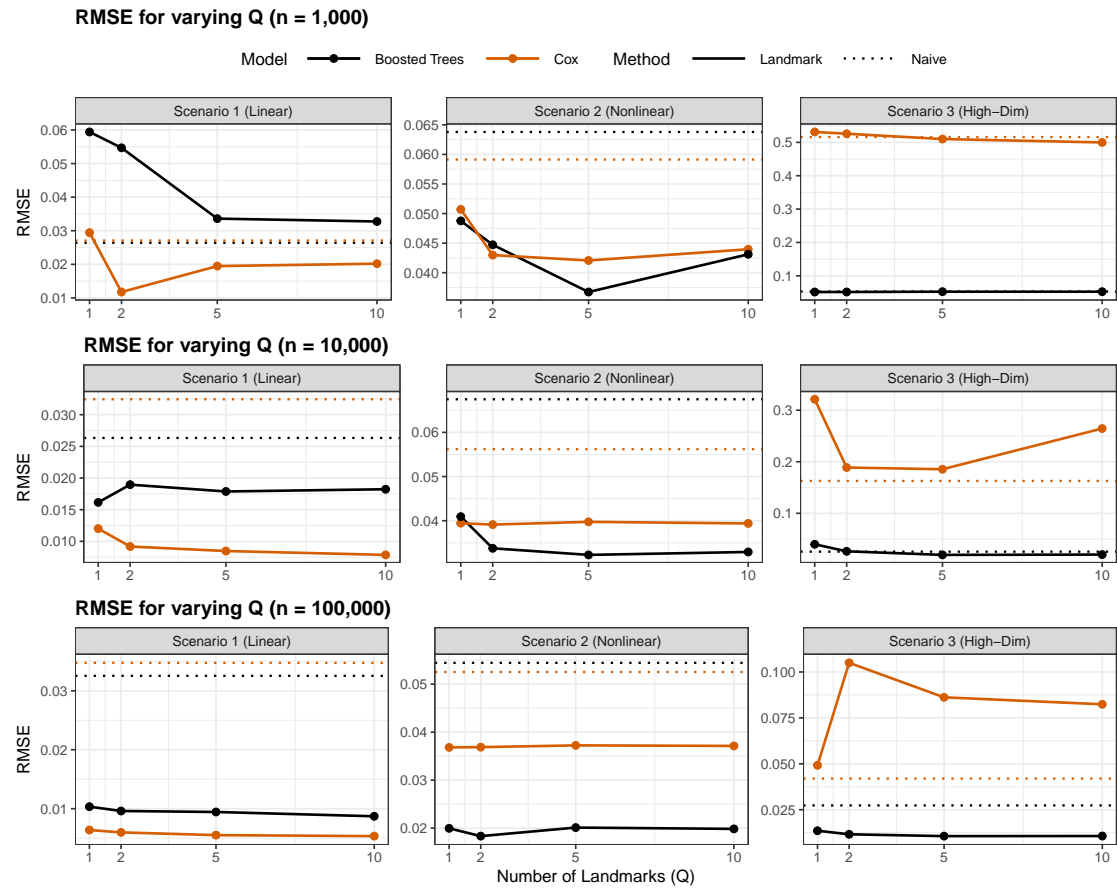 RMSE for varying Q (n = 1,000)
Model Boosted Trees Cox Method Landmark Naive
Scenario 1 (Linear) Scenario 2 (Nonlinear) Scenario 3 (High−Dim)
RMSE
0.06
0.05
0.04
0.03
0.02
0.01
1 2 5 10
0.065
0.060
0.055
0.050
0.045
0.040
1 2 5 10
0.5
0.4
0.3
0.2
0.1
1 2 5 10
RMSE for varying Q (n = 10,000)
Scenario 1 (Linear) Scenario 2 (Nonlinear) Scenario 3 (High−Dim)
RMSE
0.030
0.025
0.020
0.015
0.010
1 2 5 10
0.06
0.05
0.04
1 2 5 10
0.3
0.2
0.1
1 2 5 10
RMSE for varying Q (n = 100,000)
Scenario 1 (Linear) Scenario 2 (Nonlinear) Scenario 3 (High−Dim)
RMSE
0.03
0.02
0.01
1 2 5 10
0.05
0.04
0.03
0.02
1 2 5 10
0.100
0.075
0.050
0.025
1 2 5 10
Number of Landmarks (Q)